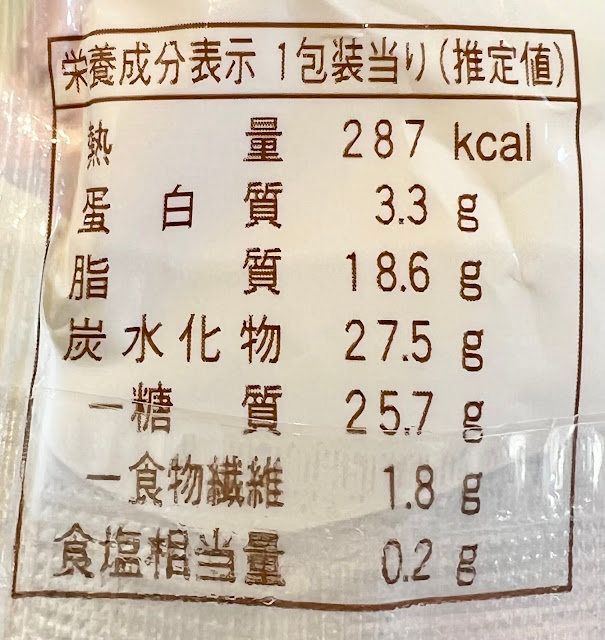 栄養成分表示 1包装当り(推定値)
熱量 287 kcal
蛋白質 3.3 g
脂質 18.6 g
炭水化物 27.5 g
－糖質 25.7 g
－食物繊維 1.8 g
食塩相当量 0.2 g